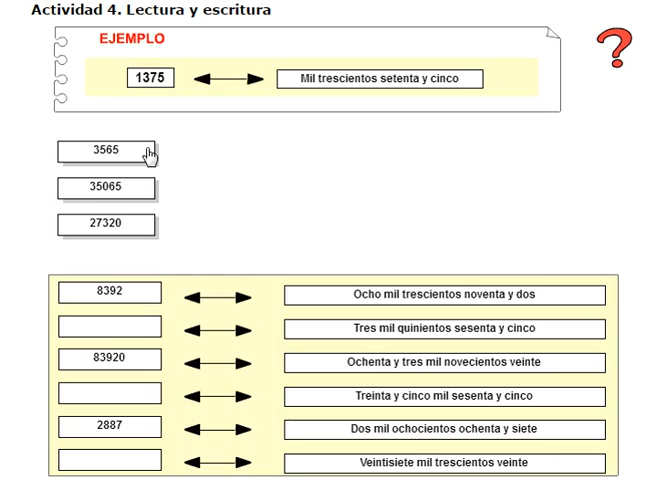 Actividad 4. Lectura y escritura
EJEMPLO
?
1375 Mil trescientos setenta y cinco
3565
35065
27320
8392 Ocho mil trescientos noventa y dos
Tres mil quinientos sesenta y cinco
83920 Ochenta y tres mil novecientos veinte
Treinta y cinco mil sesenta y cinco
2887 Dos mil ochocientos ochenta y siete
Veintisiete mil trescientos veinte